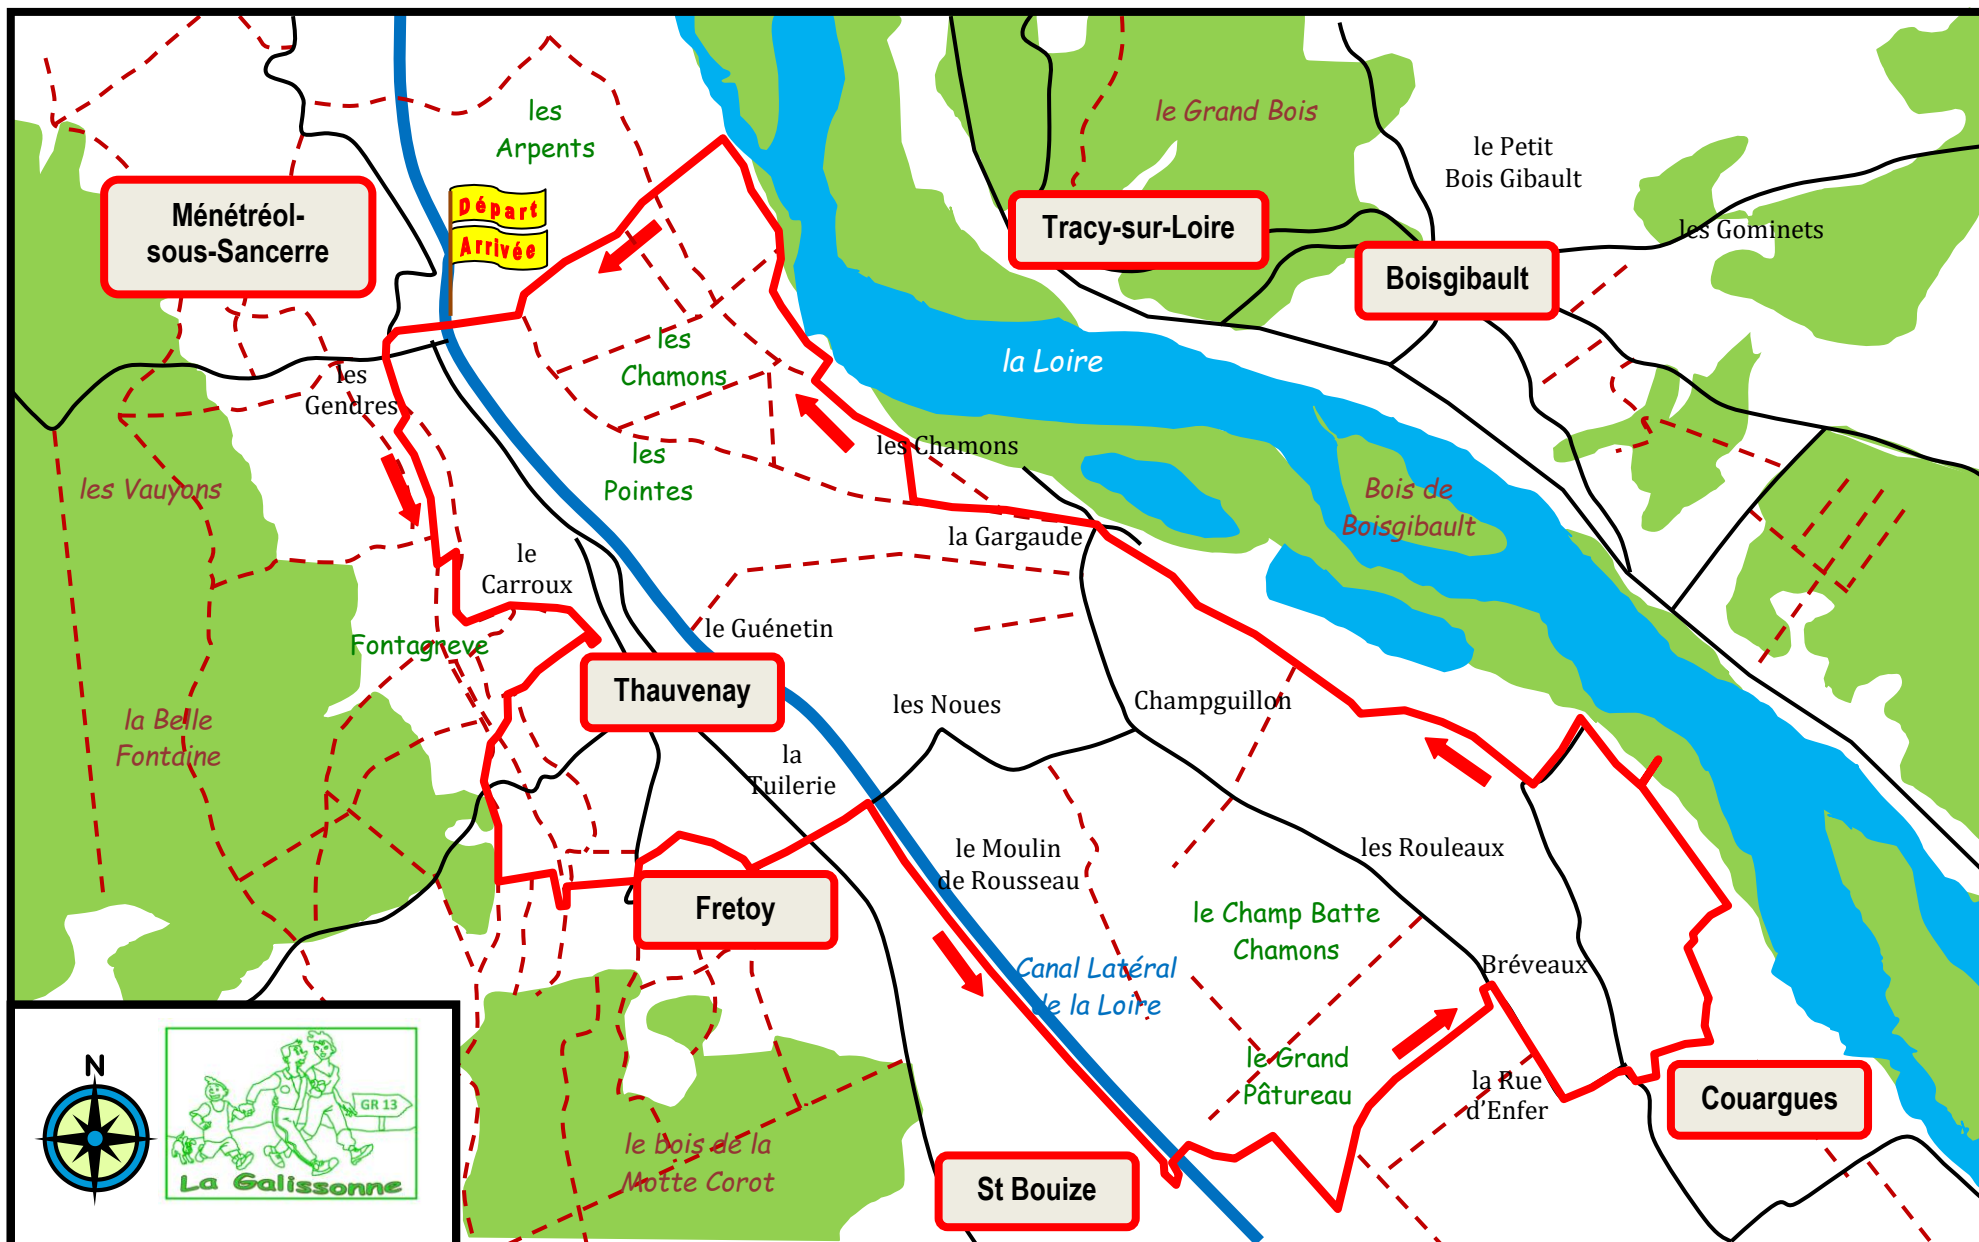 les
Arpents
le Grand Bois
le Petit
Bois Gibault
Ménétréol-
sous-Sancerre
Départ
Arrivée
Tracy-sur-Loire
les Gominets
Boisgibault
les
Chamons
la Loire
les
Gendres
les Chamons
les
Pointes
les Vauyons
Bois de
Boisgibault
la Gargaude
le
Carroux
le Guénetin
Fontagreve
Thauvenay
les Noues
Champguillon
la Belle
Fontaine
la
Tuilerie
le Moulin
de Rousseau
les Rouleaux
Fretoy
le Champ Batte
Chamons
Bréveaux
Canal Latéral
de la Loire
le Grand
Pâtureau
la Rue
d'Enfer
Couargues
N
GR 13
La Galissonne
le bois de la
Motte Corot
St Bouize